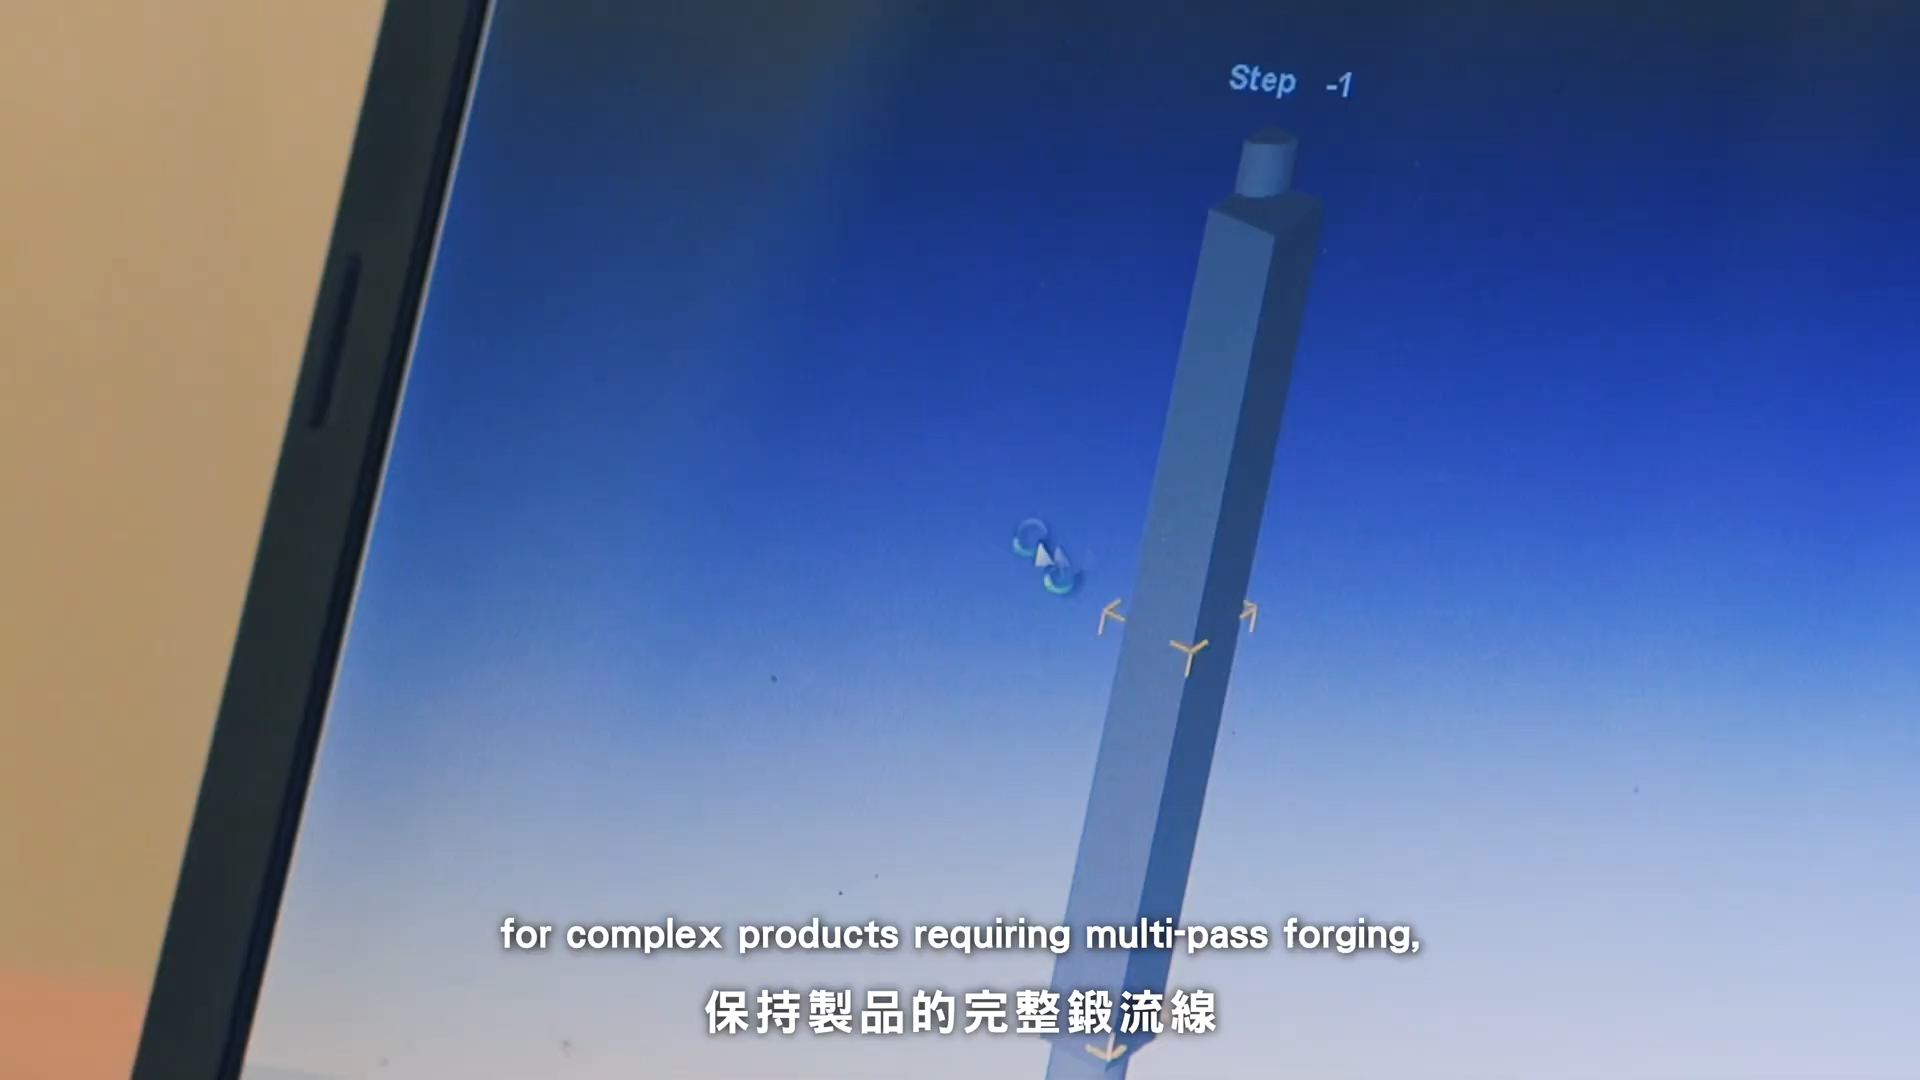 Step -1
for complex products requiring multi-pass forging,
保持製品的完整鍛流線